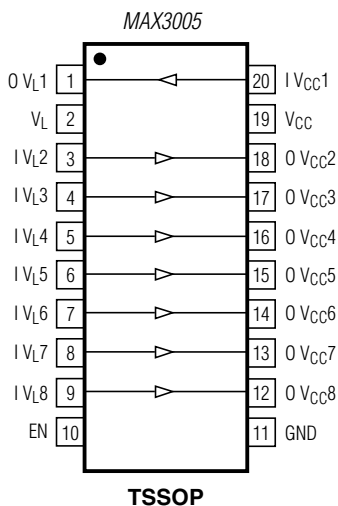 MAX3005
O VL1 1 20 I VCC1
VL 2 19 VCC
I VL2 3 18 O VCC2
I VL3 4 17 O VCC3
I VL4 5 16 O VCC4
I VL5 6 15 O VCC5
I VL6 7 14 O VCC6
I VL7 8 13 O VCC7
I VL8 9 12 O VCC8
EN 10 11 GND
TSSOP